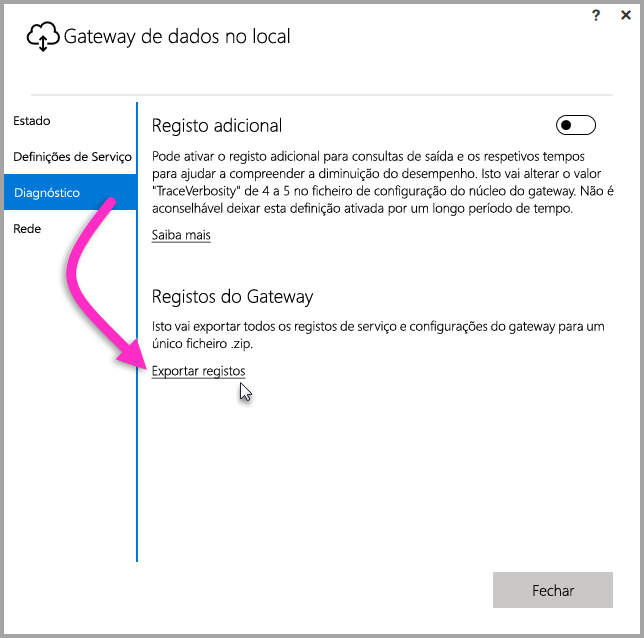 ? ×
Gateway de dados no local
Estado
Definições de Serviço
Diagnóstico
Rede
Registo adicional
Pode ativar o registo adicional para consultas de saída e os respetivos tempos
para ajudar a compreender a diminuição do desempenho. Isto vai alterar o valor
"TraceVerbosity" de 4 a 5 no ficheiro de configuração do núcleo do gateway. Não é
aconselhável deixar esta definição ativada por um longo período de tempo.
Saiba mais
Registos do Gateway
Isto vai exportar todos os registos de serviço e configurações do gateway para um
único ficheiro .zip.
Exportar registos
Fechar